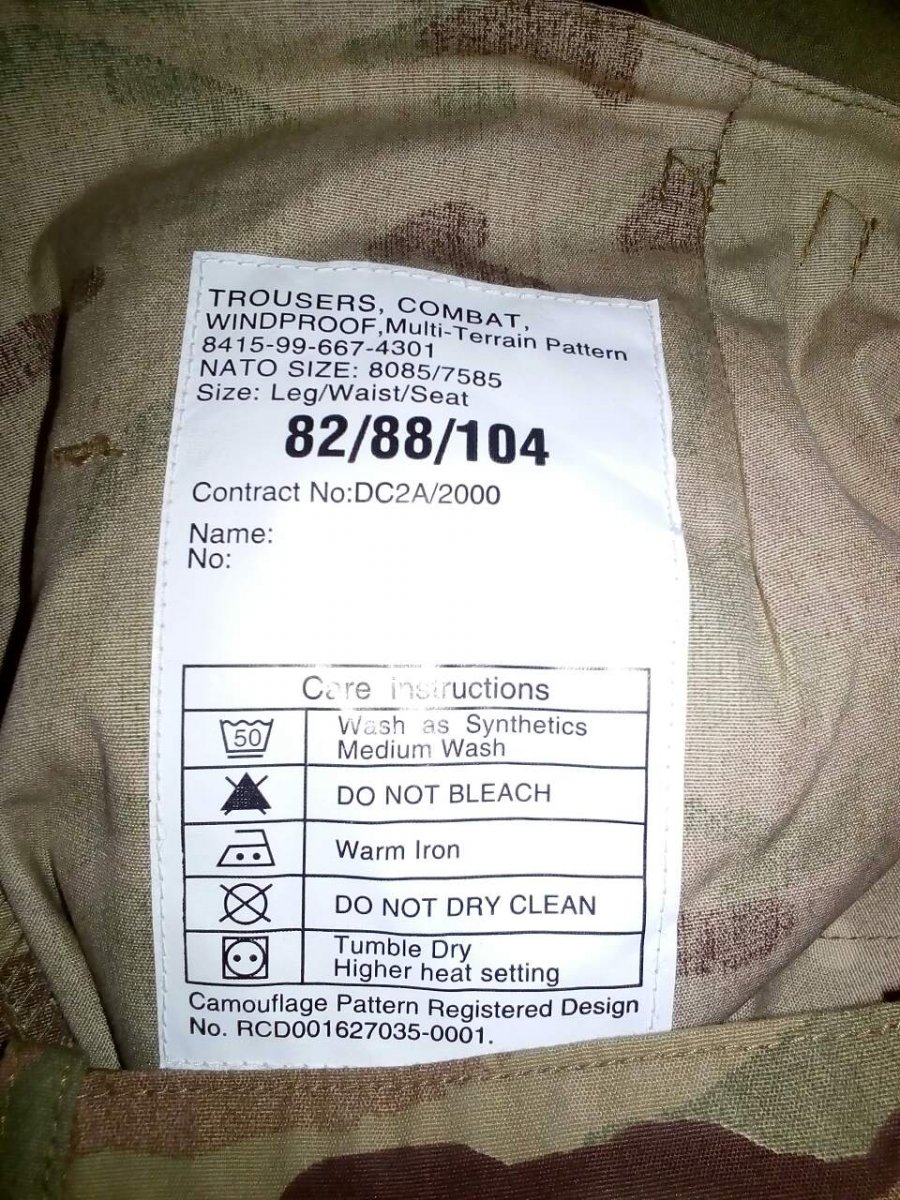 TROUSERS, COMBAT,
WINDPROOF,Multi-Terrain Pattern
8415-99-667-4301
NATO SIZE: 8085/7585
Size: Leg/Waist/Seat
82/88/104
Contract No:DC2A/2000
Name:
No:
Care instructions
50
Wash as Synthetics
Medium Wash
DO NOT BLEACH
Warm Iron
DO NOT DRY CLEAN
Tumble Dry
Higher heat setting
Camouflage Pattern Registered Design
No. RCD001627035-0001.